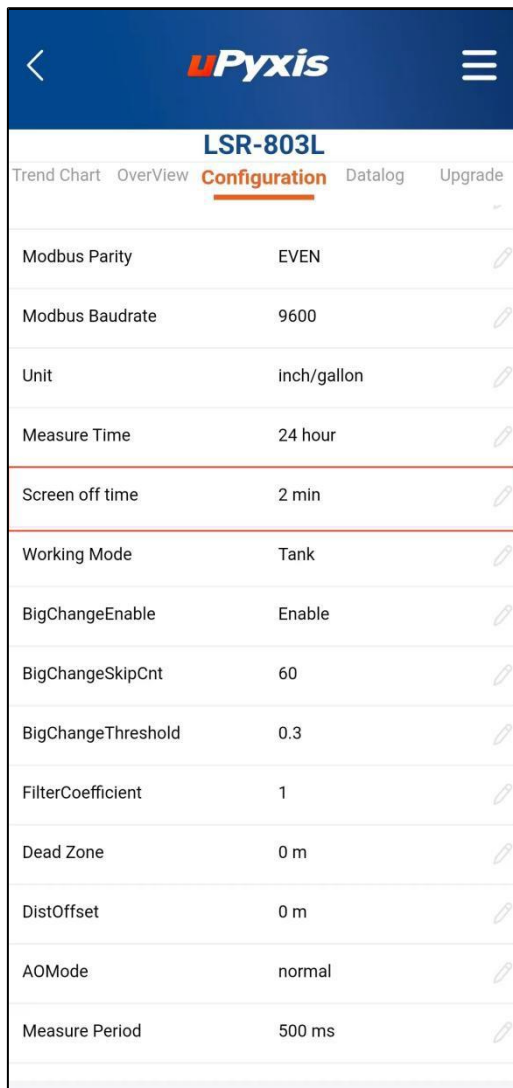 uPyxis
LSR-803L
Trend Chart OverView Configuration Datalog Upgrade
Modbus Parity EVEN
Modbus Baudrate 9600
Unit inch/gallon
Measure Time 24 hour
Screen off time 2 min
Working Mode Tank
BigChangeEnable Enable
BigChangeSkipCnt 60
BigChangeThreshold 0.3
FilterCoefficient 1
Dead Zone 0 m
DistOffset 0 m
AOMode normal
Measure Period 500 ms